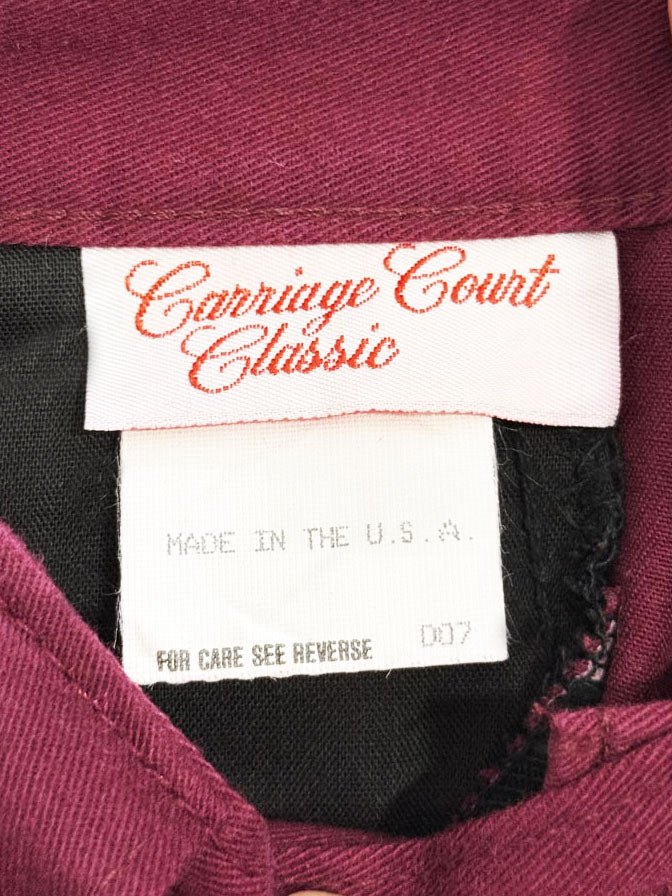 Carriage Court
Classic
MADE IN THE U.S.A.
D07
FOR CARE SEE REVERSE